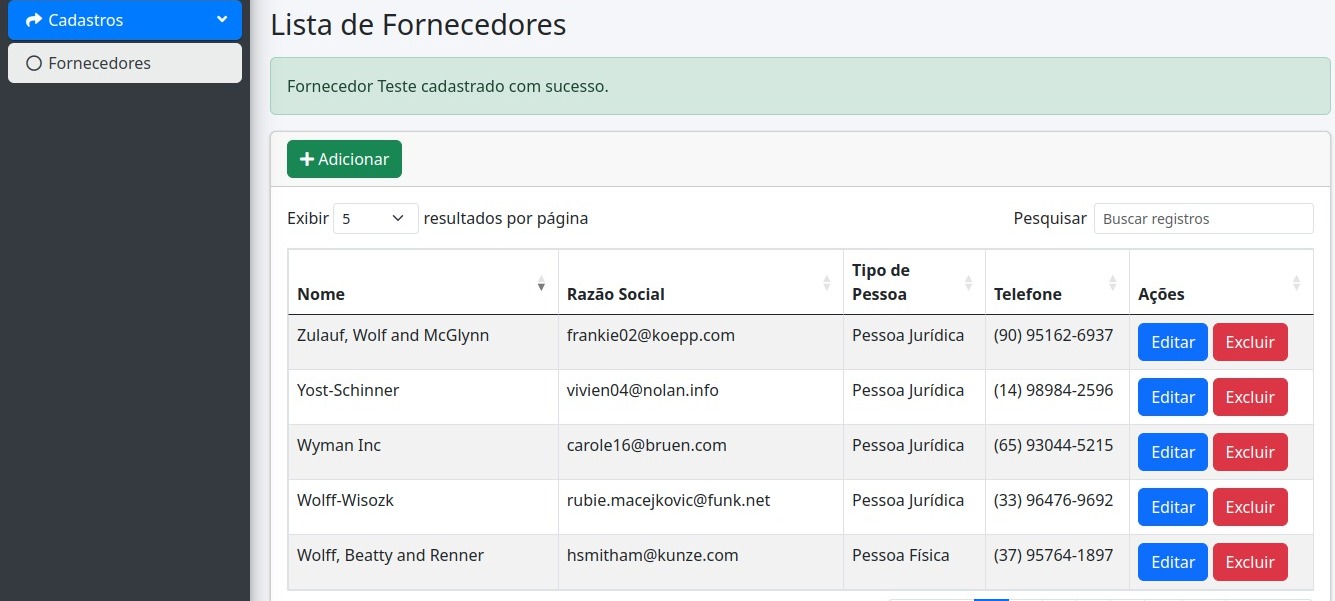 Cadastros
Fornecedores
Lista de Fornecedores
Fornecedor Teste cadastrado com sucesso.
Adicionar
Exibir 5 resultados por página
Pesquisar Buscar registros
Nome Razão Social Tipo de Pessoa Telefone Ações
Zulauf, Wolf and McGlynn frankie02@koepp.com Pessoa Jurídica (90) 95162-6937 Editar Excluir
Yost-Schinner vivien04@nolan.info Pessoa Jurídica (14) 98984-2596 Editar Excluir
Wyman Inc carole16@bruen.com Pessoa Jurídica (65) 93044-5215 Editar Excluir
Wolff-Wisozk rubie.macejkovic@funk.net Pessoa Jurídica (33) 96476-9692 Editar Excluir
Wolff, Beatty and Renner hsmitham@kunze.com Pessoa Física (37) 95764-1897 Editar Excluir